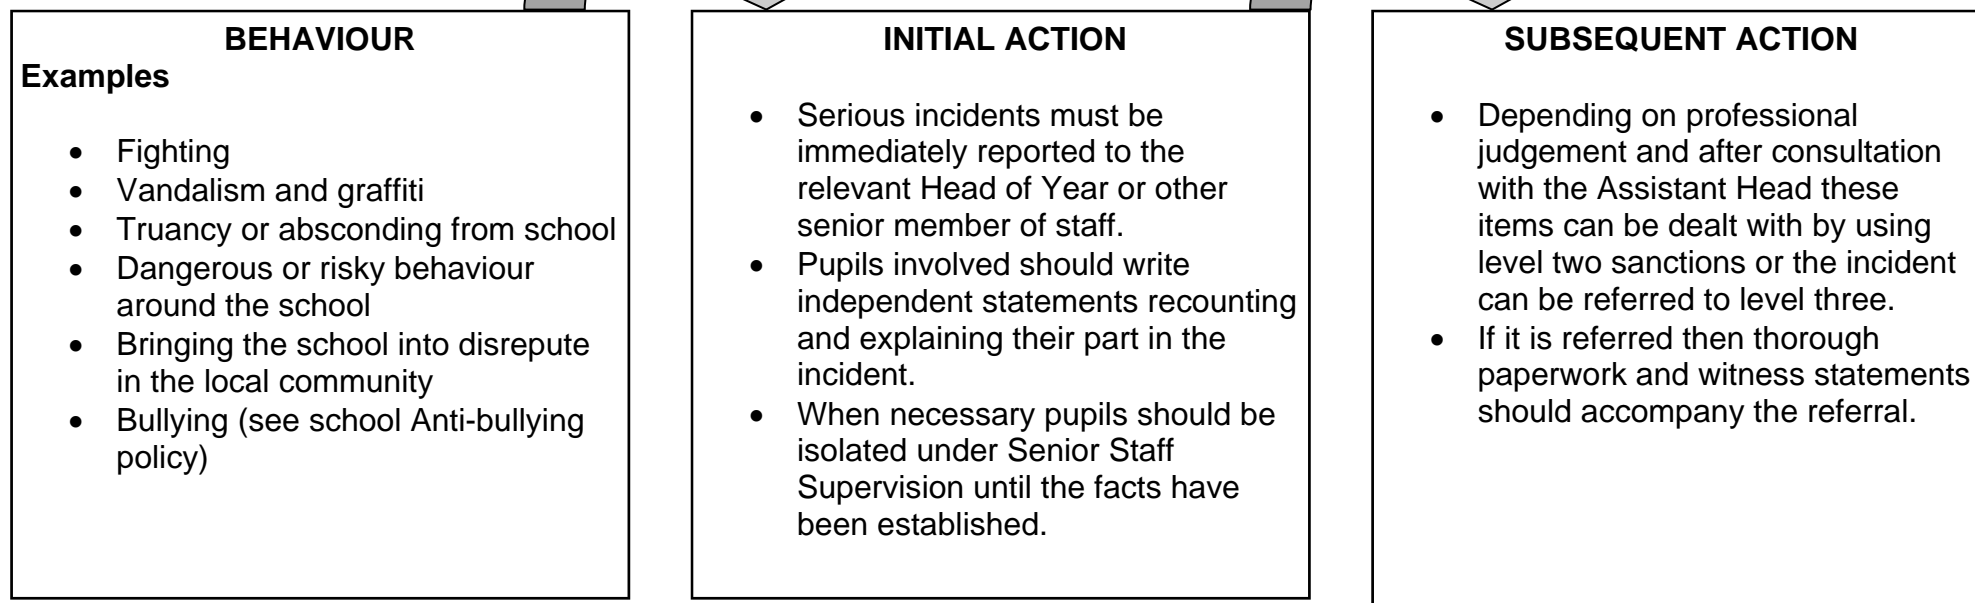 BEHAVIOUR
Examples
• Fighting
• Vandalism and graffiti
• Truancy or absconding from school
• Dangerous or risky behaviour
around the school
• Bringing the school into disrepute
in the local community
• Bullying (see school Anti-bullying
policy)
INITIAL ACTION
• Serious incidents must be
immediately reported to the
relevant Head of Year or other
senior member of staff.
• Pupils involved should write
independent statements recounting
and explaining their part in the
incident.
• When necessary pupils should be
isolated under Senior Staff
Supervision until the facts have
been established.
SUBSEQUENT ACTION
• Depending on professional
judgement and after consultation
with the Assistant Head these
items can be dealt with by using
level two sanctions or the incident
can be referred to level three.
• If it is referred then thorough
paperwork and witness statements
should accompany the referral.